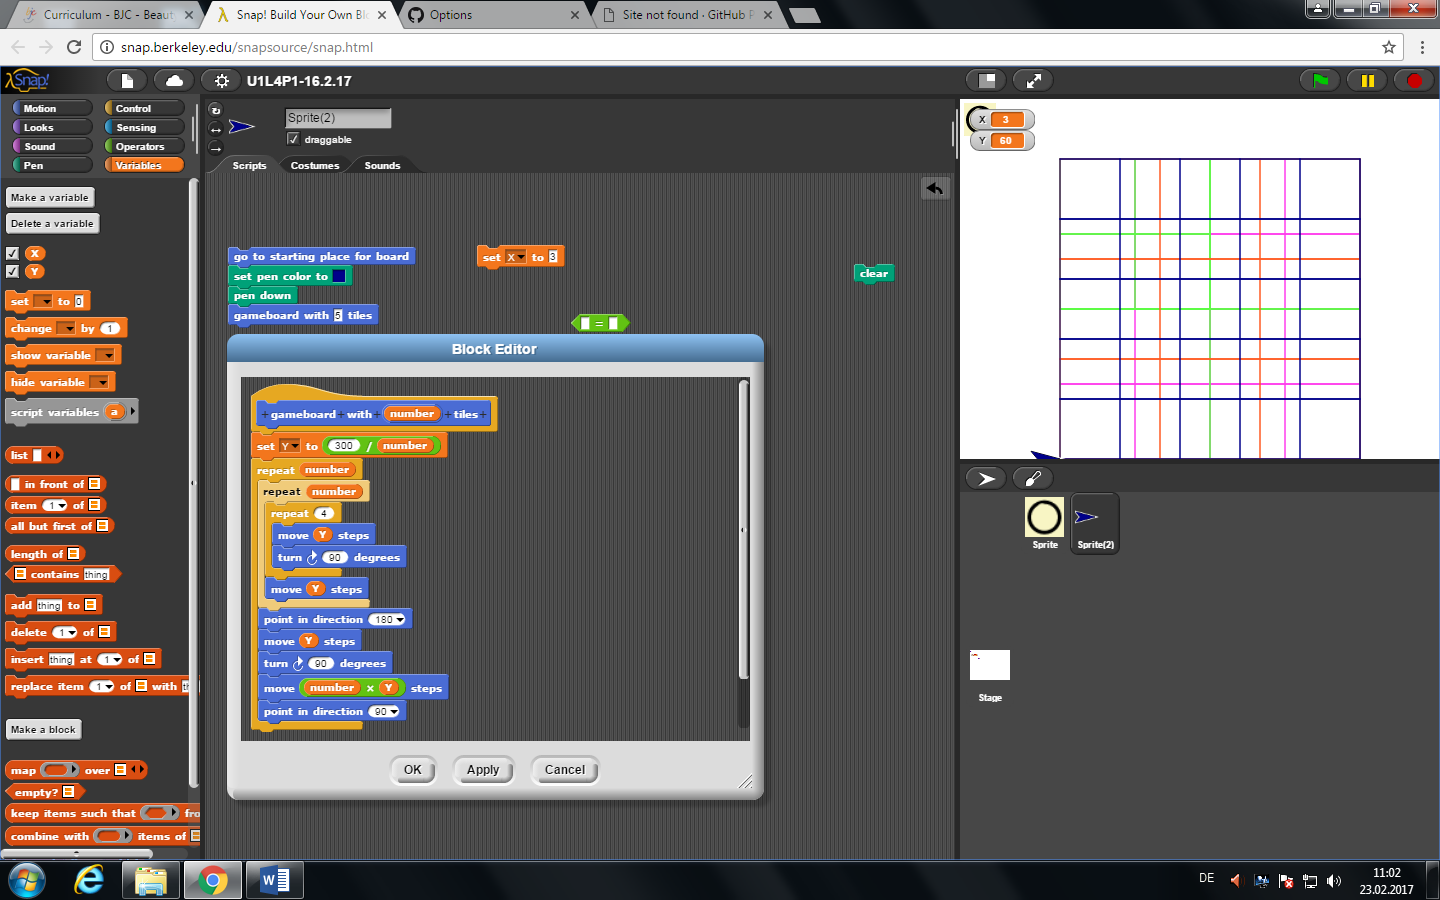 Curriculum - BJC - Beaut
Snap! Build Your Own Bl
Options
Site not found · GitHub P
snap.berkeley.edu/snapsource/snap.html
Snap!
U1L4P1-16.2.17
Motion
Control
Looks
Sensing
Sound
Operators
Pen
Variables
Sprite(2)
draggable
Scripts
Costumes
Sounds
Make a variable
Delete a variable
X
Y
set to 0
change by 1
show variable
hide variable
script variables a
list
in front of
item 1 of
all but first of
length of
contains thing
add thing to
delete 1 of
insert thing at 1 of
replace item 1 of with th
Make a block
map over
empty?
keep items such that fro
combine with items of
go to starting place for board
set pen color to
pen down
gameboard with 5 tiles
set X to 3
=
clear
Block Editor
+ gameboard + with + number + tiles +
set Y to 300 / number
repeat number
repeat number
repeat 4
move Y steps
turn 90 degrees
move Y steps
point in direction 180
move Y steps
turn 90 degrees
move number × Y steps
point in direction 90
OK
Apply
Cancel
X 3
Y 60
Sprite
Sprite(2)
Stage
DE
11:02
23.02.2017